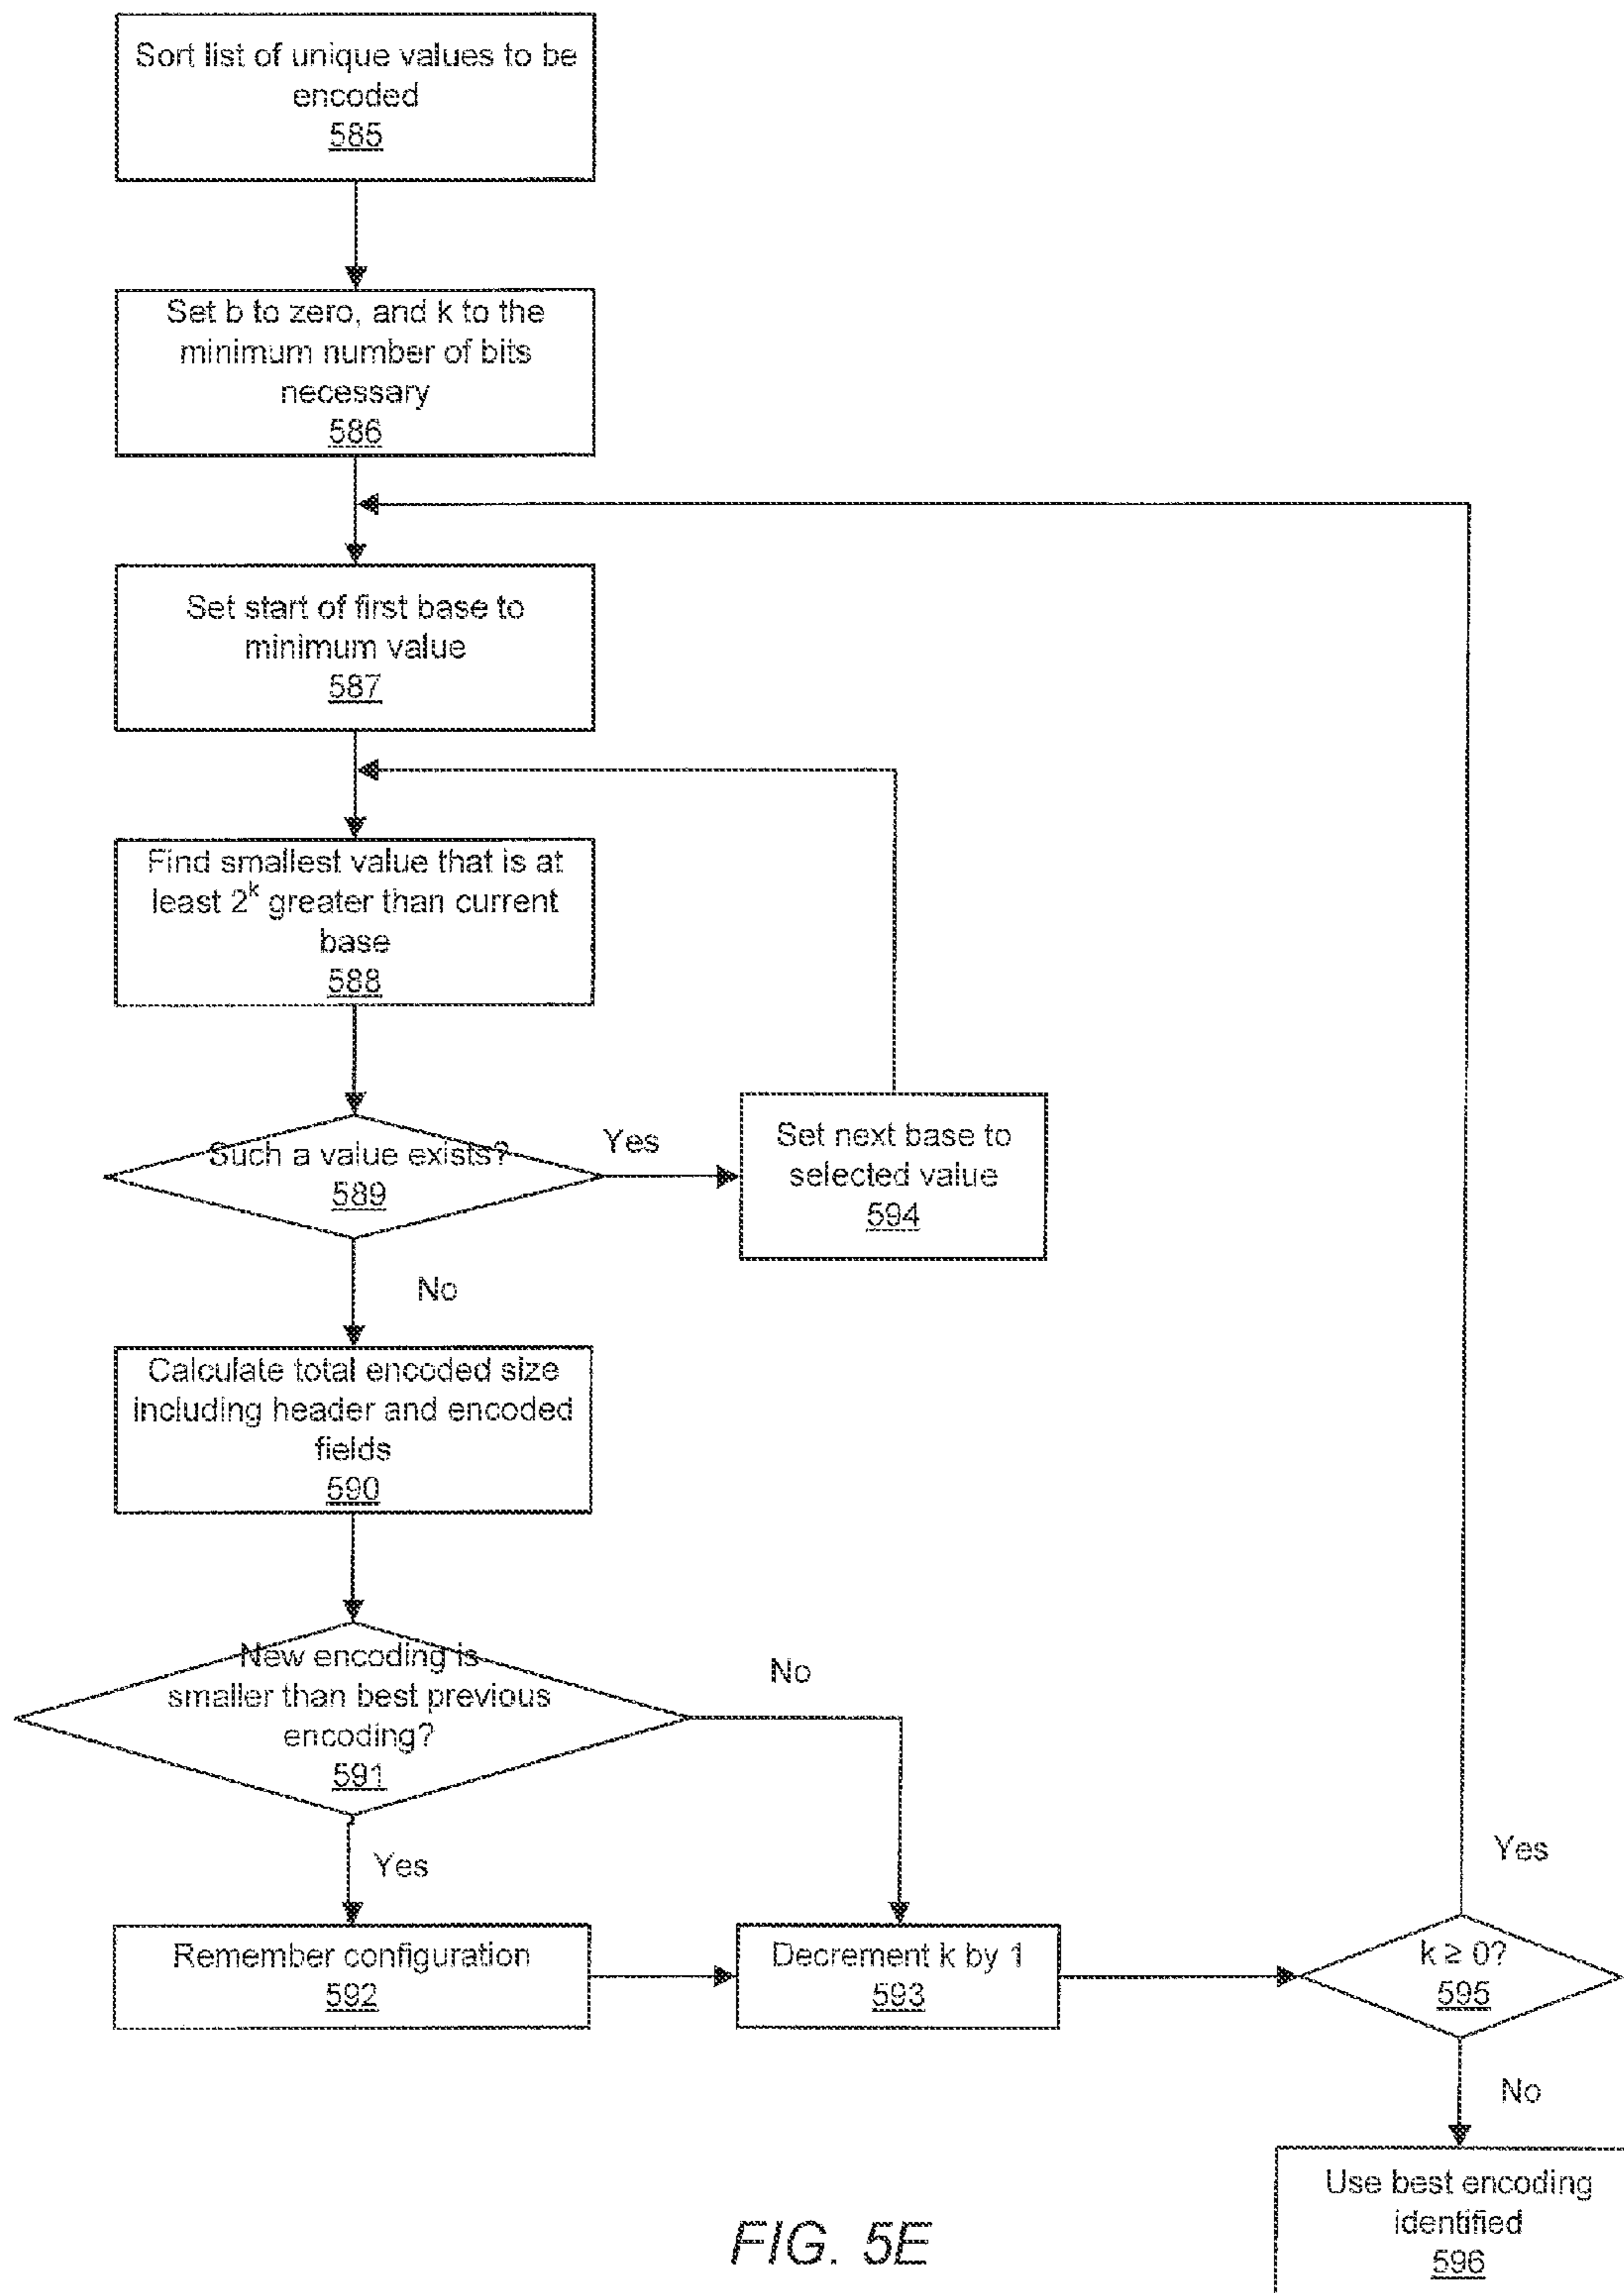 Sort list of unique values to be
encoded
585
Set b to zero, and k to the
minimum number of bits
necessary
586
Set start of first base to
minimum value
587
Find smallest value that is at
least 2^k greater than current
base
588
Such a value exists?
589
Yes
Set next base to
selected value
594
No
Calculate total encoded size
including header and encoded
fields
590
New encoding is
smaller than best previous
encoding?
591
No
Yes
Remember configuration
592
Decrement k by 1
593
k ≥ 0?
595
Yes
No
Use best encoding
identified
596
FIG. 5E